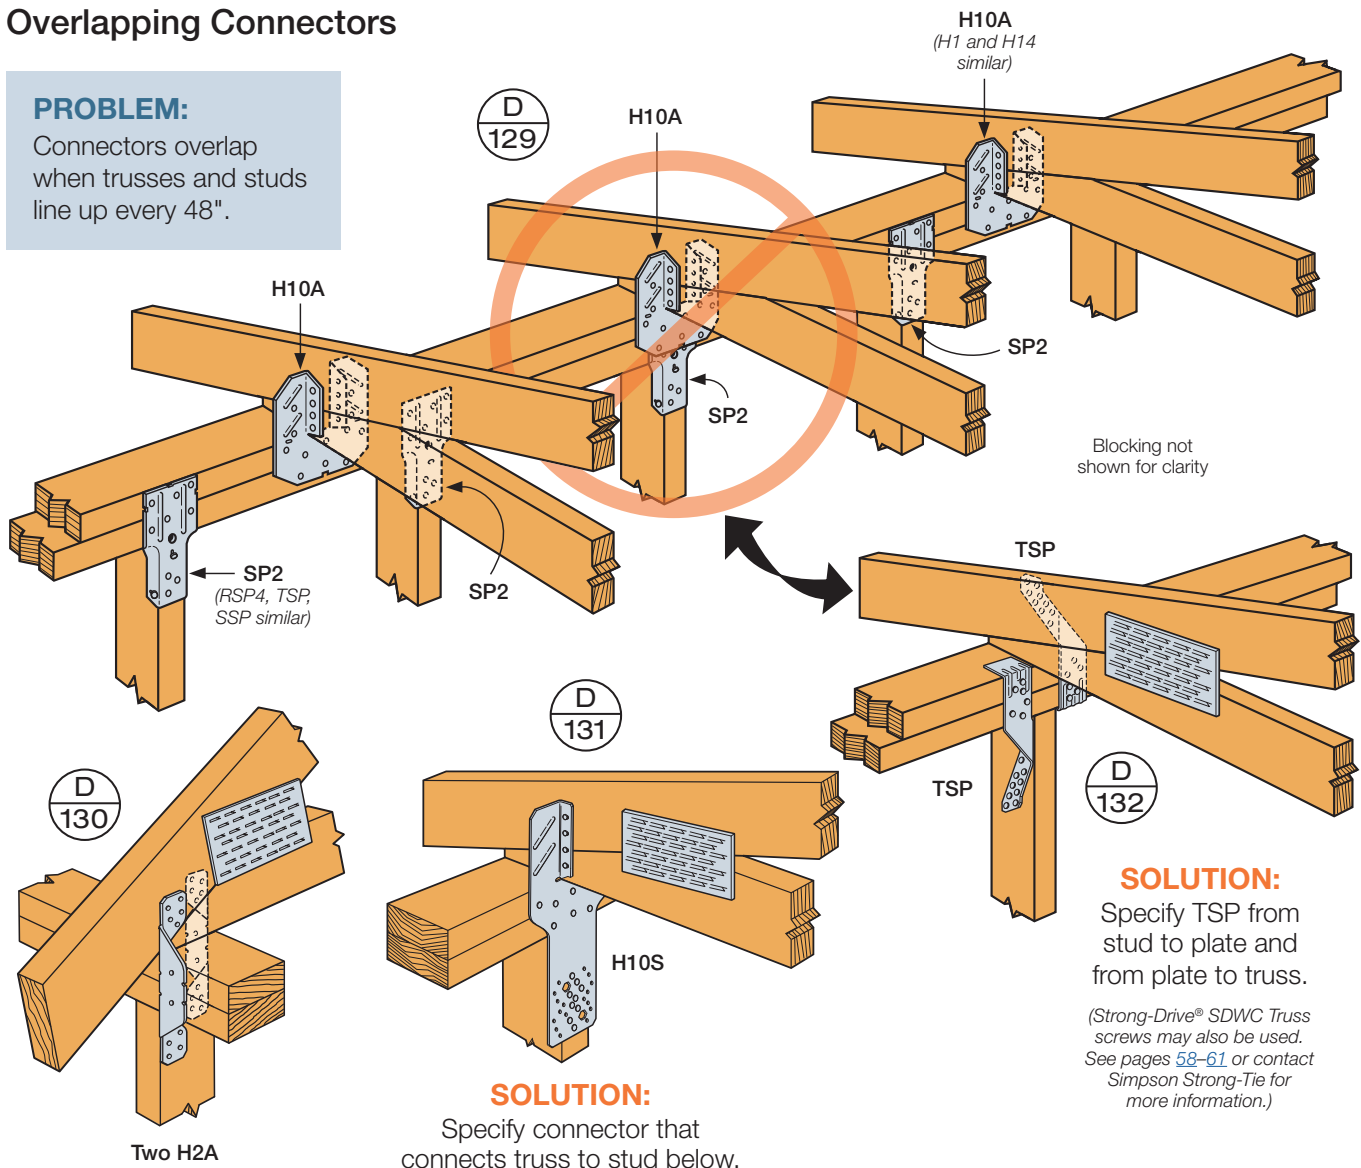 Overlapping Connectors
PROBLEM:
Connectors overlap
when trusses and studs
line up every 48".
D
129
H10A
H10A
(H1 and H14
similar)
H10A
SP2
SP2
Blocking not
shown for clarity
SP2
(RSP4, TSP,
SSP similar)
SP2
TSP
TSP
D
132
D
131
D
130
H10S
Two H2A
SOLUTION:
Specify connector that
connects truss to stud below.
SOLUTION:
Specify TSP from
stud to plate and
from plate to truss.
(Strong-Drive® SDWC Truss
screws may also be used.
See pages 58–61 or contact
Simpson Strong-Tie for
more information.)